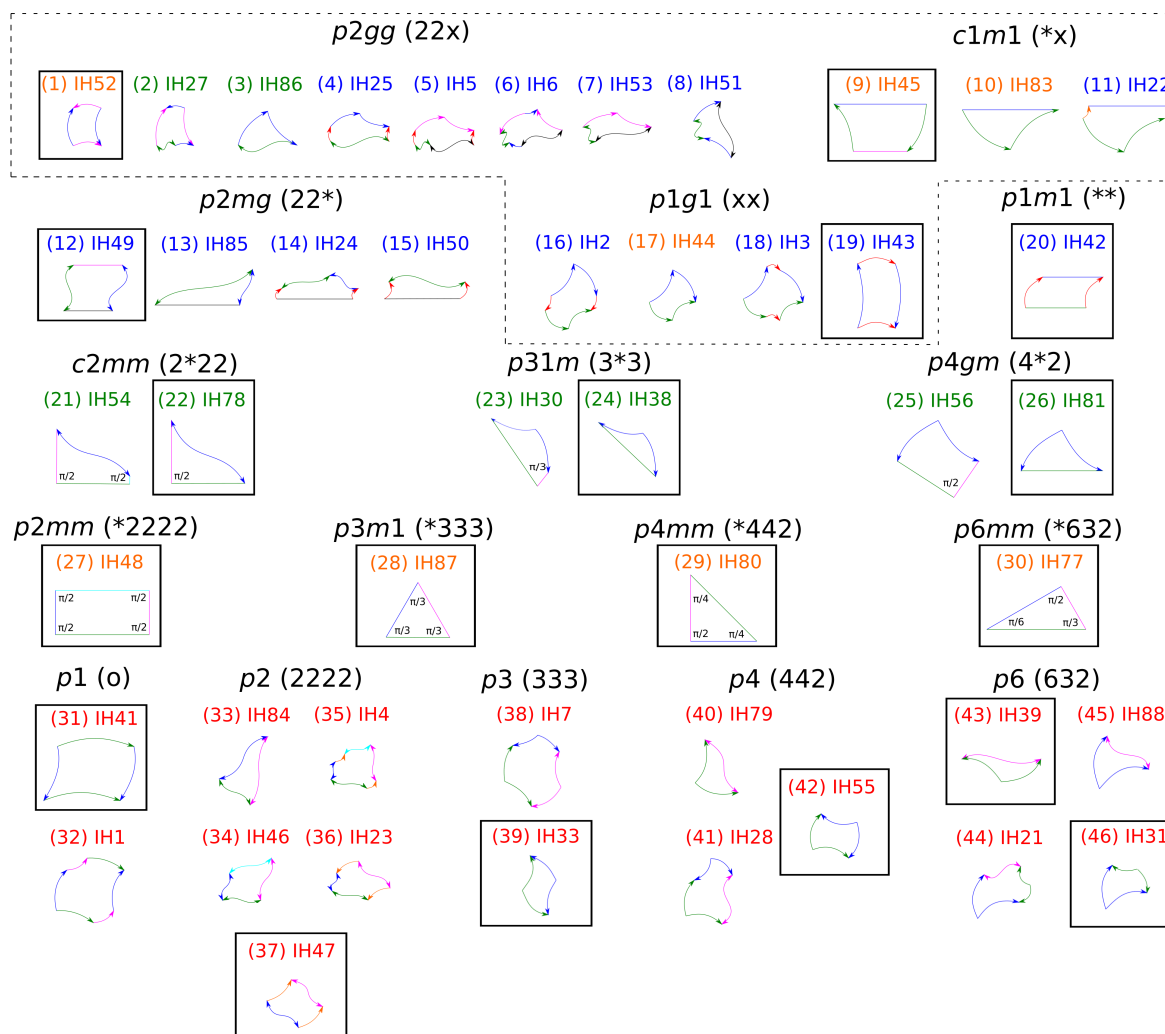 p2gg (22x)
c1m1 (*x)
(1) IH52
(2) IH27
(3) IH86
(4) IH25
(5) IH5
(6) IH6
(7) IH53
(8) IH51
(9) IH45
(10) IH83
(11) IH22
p2mg (22*)
p1g1 (xx)
p1m1 (**)
(12) IH49
(13) IH85
(14) IH24
(15) IH50
(16) IH2
(17) IH44
(18) IH3
(19) IH43
(20) IH42
c2mm (2*22)
p31m (3*3)
p4gm (4*2)
(21) IH54
(22) IH78
(23) IH30
(24) IH38
(25) IH56
(26) IH81
π/2
π/2
π/2
π/3
π/2
p2mm (*2222)
p3m1 (*333)
p4mm (*442)
p6mm (*632)
(27) IH48
(28) IH87
(29) IH80
(30) IH77
π/2
π/2
π/2
π/2
π/3
π/3
π/3
π/4
π/2
π/4
π/2
π/6
π/3
p1 (o)
p2 (2222)
p3 (333)
p4 (442)
p6 (632)
(31) IH41
(33) IH84
(35) IH4
(38) IH7
(40) IH79
(43) IH39
(45) IH88
(42) IH55
(32) IH1
(34) IH46
(36) IH23
(39) IH33
(41) IH28
(44) IH21
(46) IH31
(37) IH47